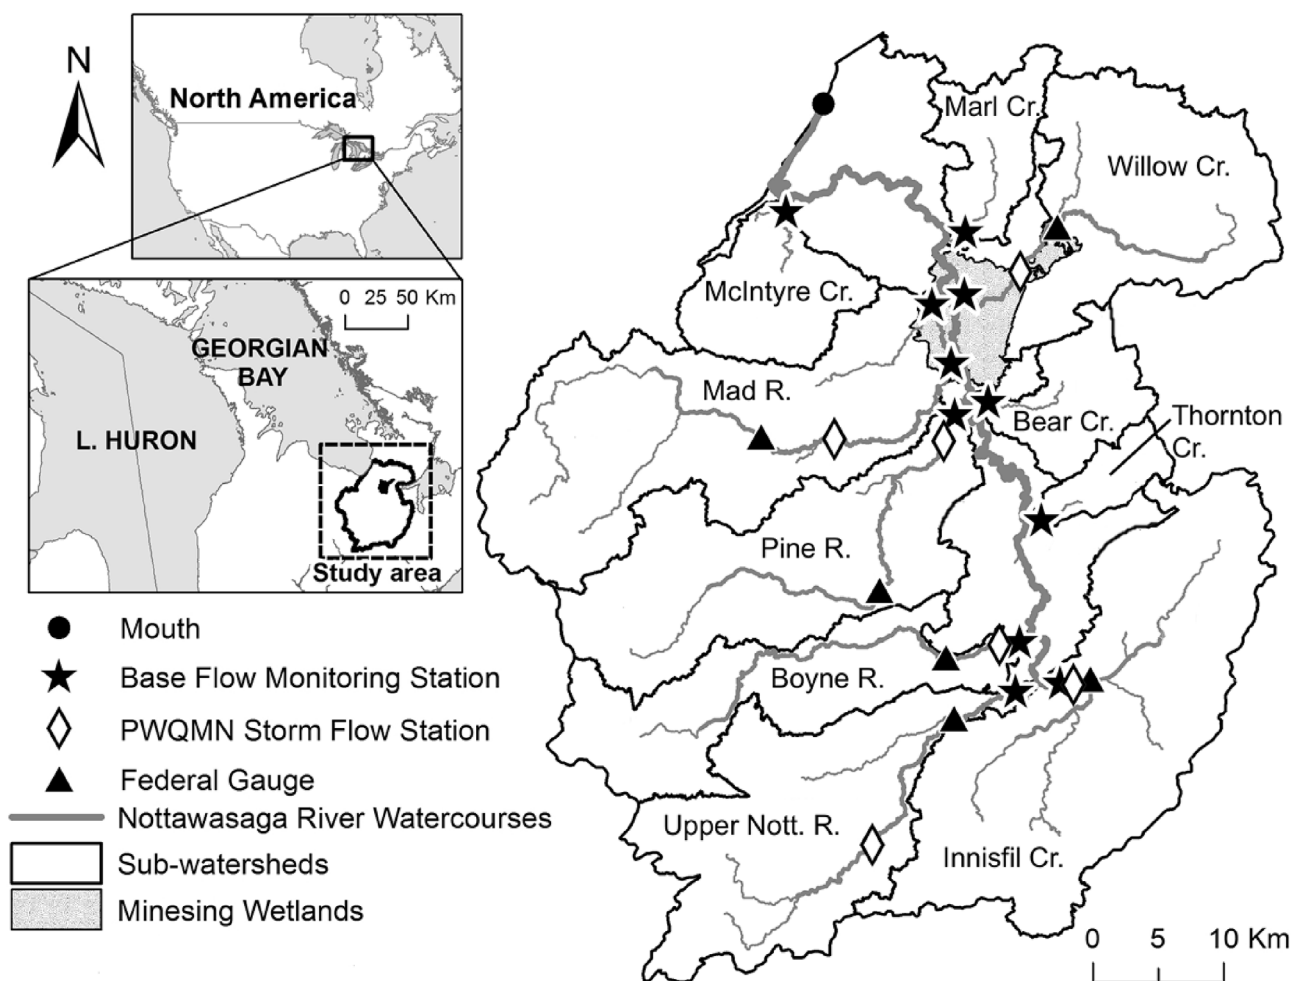 N
North America
0 25 50 Km
GEORGIAN
BAY
L. HURON
Study area
Mouth
Base Flow Monitoring Station
PWQMN Storm Flow Station
Federal Gauge
Nottawasaga River Watercourses
Sub-watersheds
Minesing Wetlands
Marl Cr.
Willow Cr.
McIntyre Cr.
Mad R.
Bear Cr.
Thornton
Cr.
Pine R.
Boyne R.
Upper Nott. R.
Innisfil Cr.
0 5 10 Km